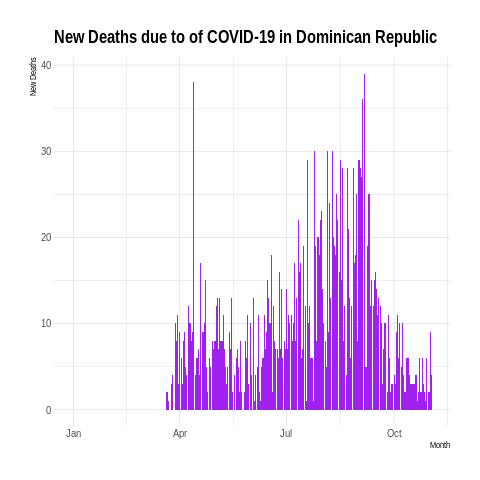 New Deaths due to of COVID-19 in Dominican Republic
New Deaths
40
30
20
10
0
Jan Apr Jul Oct
Month